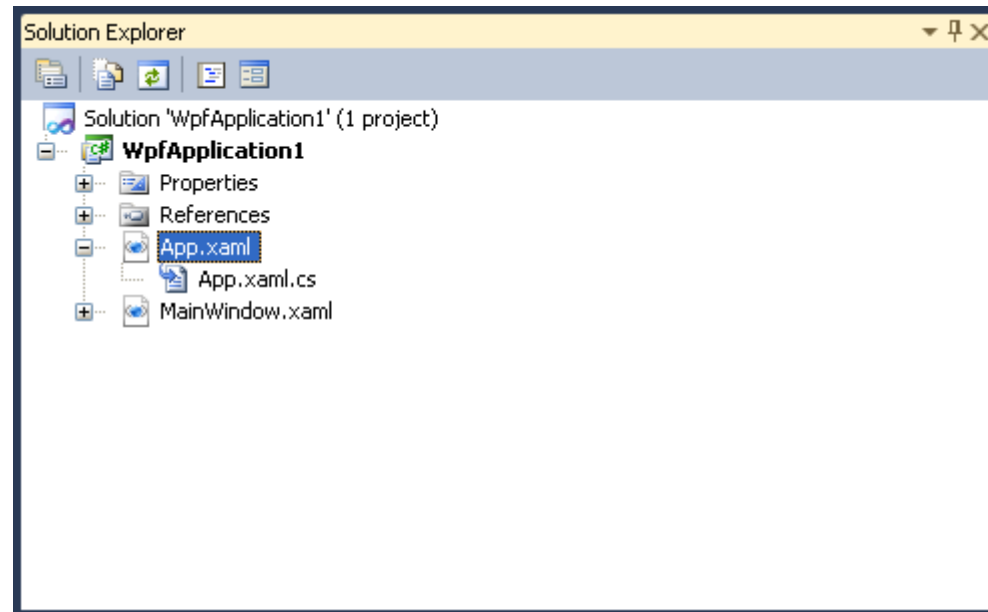 Solution Explorer
Solution 'WpfApplication1' (1 project)
WpfApplication1
Properties
References
App.xaml
App.xaml.cs
MainWindow.xaml